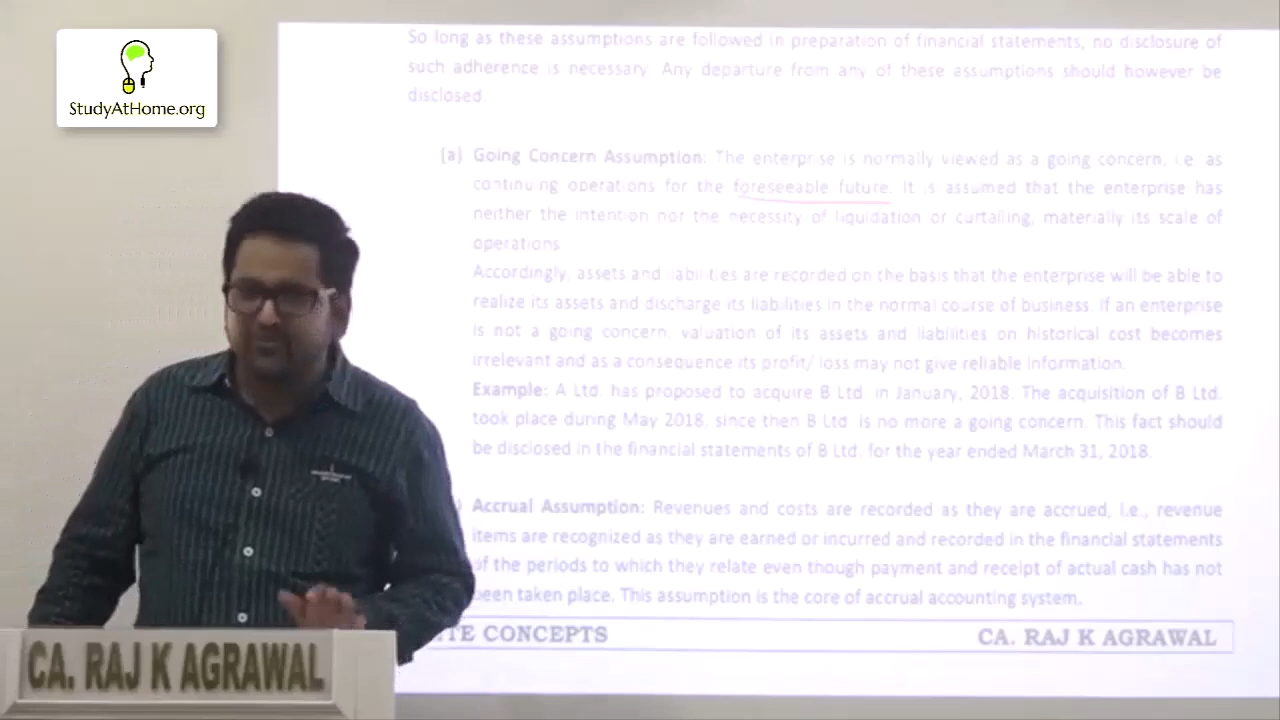 StudyAtHome.org
So long as these assumptions are followed in preparation of financial statements, no disclosure of
such adherence is necessary. Any departure from any of these assumptions should however be
disclosed.
(a) Going Concern Assumption: The enterprise is normally viewed as a going concern, i.e. as
continuing operations for the foreseeable future. It is assumed that the enterprise has
neither the intention nor the necessity of liquidation or curtailing, materially its scale of
operations
Accordingly, assets and liabilities are recorded on the basis that the enterprise will be able to
realize its assets and discharge its liabilities in the normal course of business. If an enterprise
is not a going concern, valuation of its assets and liabilities on historical cost becomes
irrelevant and as a consequence its profit/ loss may not give reliable information.
Example: A Ltd. has proposed to acquire B Ltd. in January, 2018. The acquisition of B Ltd.
took place during May 2018, since then B Ltd. is no more a going concern. This fact should
be disclosed in the financial statements of B Ltd. for the year ended March 31, 2018.
) Accrual Assumption: Revenues and costs are recorded as they are accrued, i.e., revenue
items are recognized as they are earned or incurred and recorded in the financial statements
of the periods to which they relate even though payment and receipt of actual cash has not
been taken place. This assumption is the core of accrual accounting system.
CONCEPTS CA. RAJ K AGRAWAL
CA. RAJ K AGRAWAL